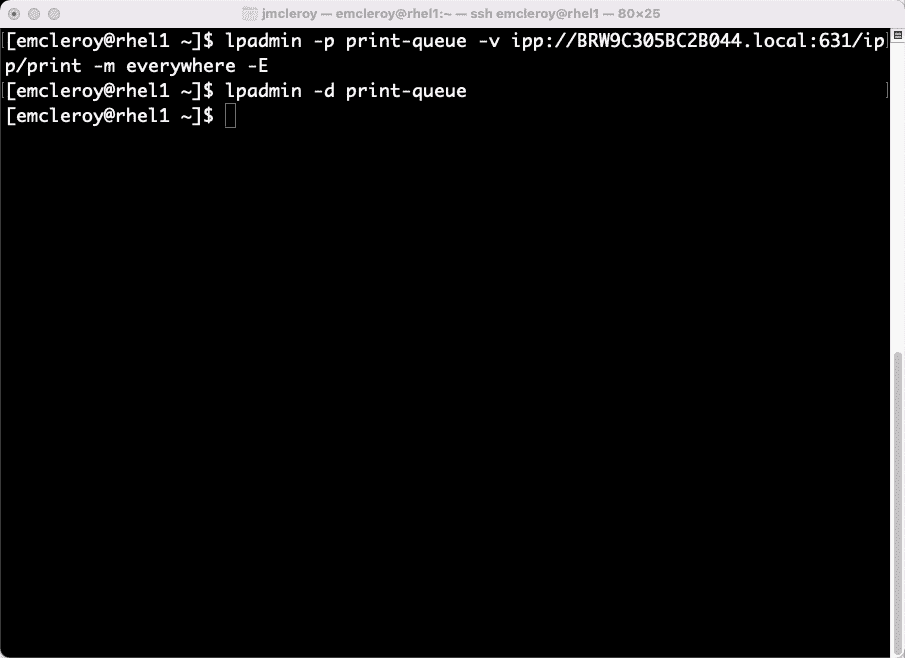 jmcleroy — emcleroy@rhel1:~ — ssh emcleroy@rhel1 — 80×25
[emcleroy@rhel1 ~]$ lpadmin -p print-queue -v ipp://BRW9C305BC2B044.local:631/ip
p/print -m everywhere -E
[emcleroy@rhel1 ~]$ lpadmin -d print-queue
[emcleroy@rhel1 ~]$